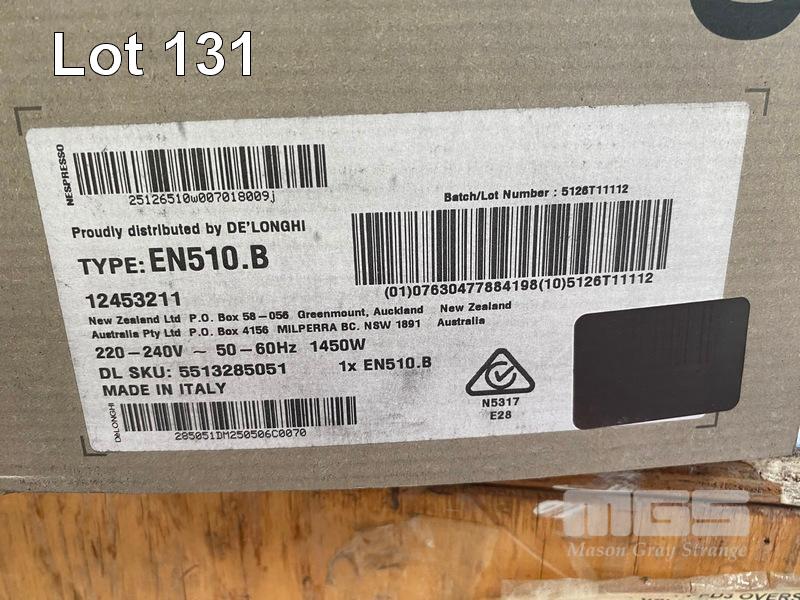 Lot 131
NESPRESSO
25126510w007018009j
Batch/Lot Number : 5126T11112
Proudly distributed by DE'LONGHI
TYPE: EN510.B
(01)07630477884198(10)5126T11112
12453211
New Zealand Ltd P.O. Box 58-056 Greenmount, Auckland New Zealand
Australia Pty Ltd P.O. Box 4156 MILPERRA BC. NSW 1891 Australia
220-240V ~ 50-60Hz 1450W
DL SKU: 5513285051 1x EN510.B
MADE IN ITALY
N5317
E28
DéLONGHI
285051DM250506C0070
MGS
Mason Gray Strange